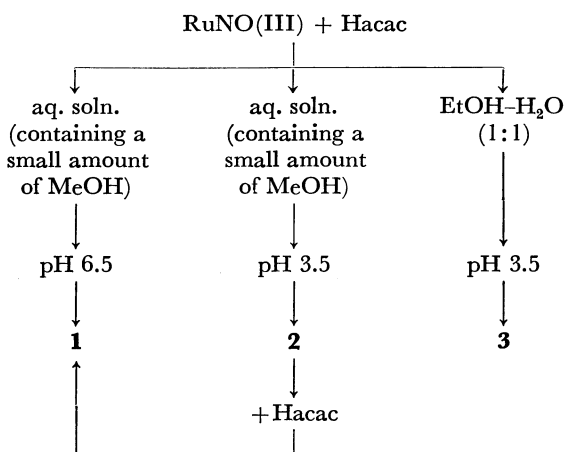 RuNO(III) + Hacac
aq. soln.
(containing a
small amount
of MeOH)
pH 6.5
1
aq. soln.
(containing a
small amount
of MeOH)
pH 3.5
2
+Hacac
EtOH–H₂O
(1:1)
pH 3.5
3